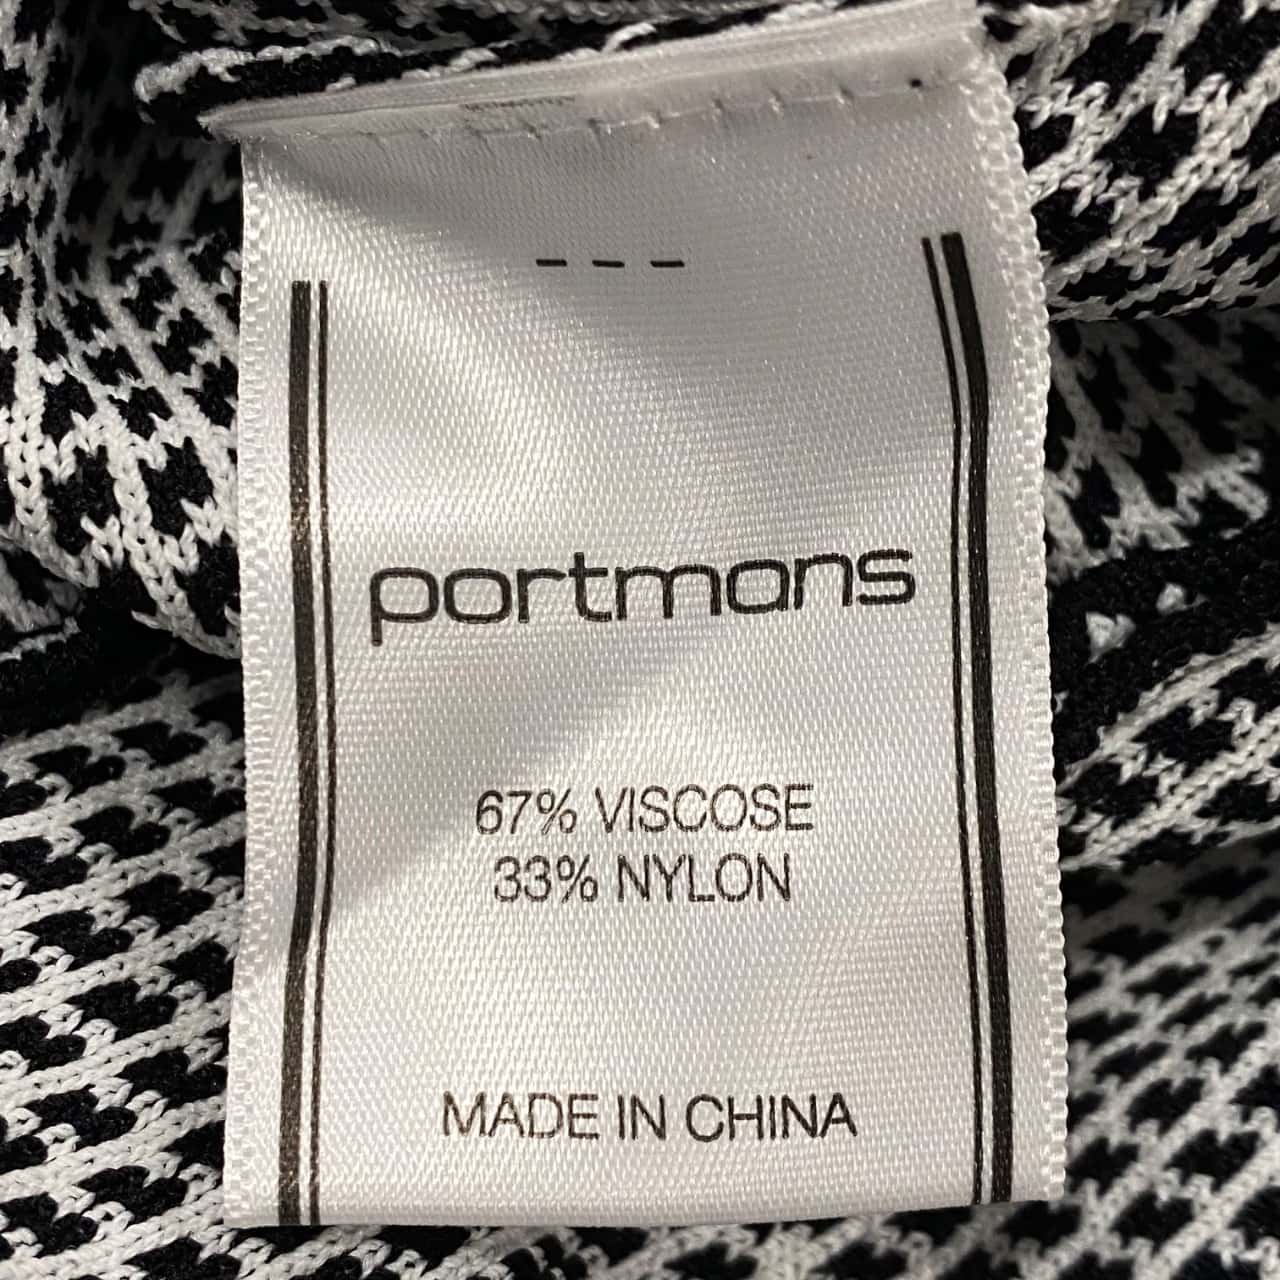 - - -
portmans
67% VISCOSE
33% NYLON
MADE IN CHINA